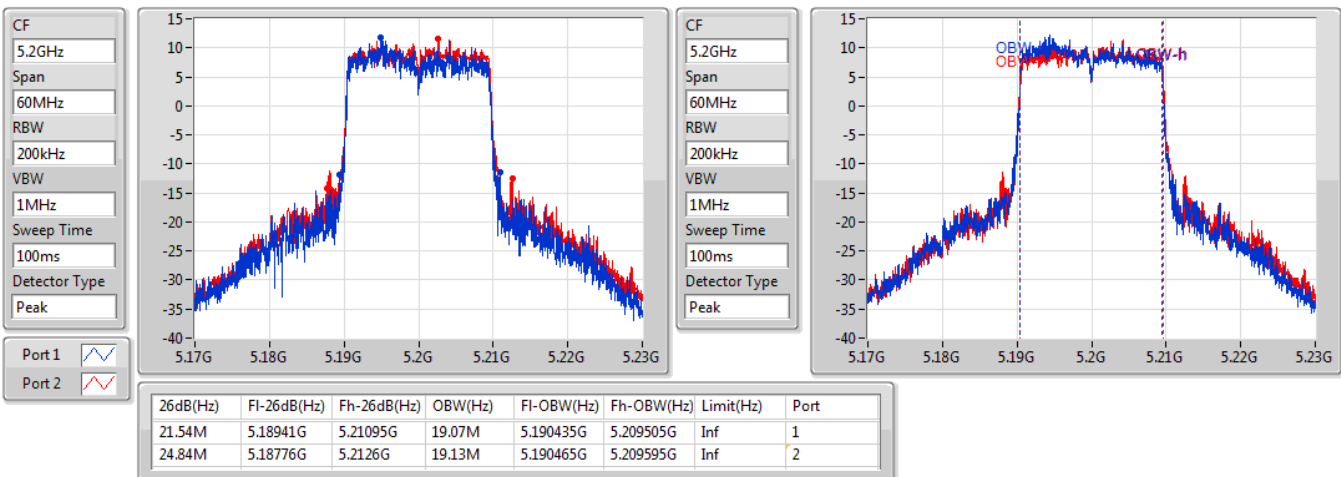 CF
5.2GHz
Span
60MHz
RBW
200kHz
VBW
1MHz
Sweep Time
100ms
Detector Type
Peak
Port 1
Port 2
15
10
5
0
-5
-10
-15
-20
-25
-30
-35
-40
5.17G 5.18G 5.19G 5.2G 5.21G 5.22G 5.23G
CF
5.2GHz
Span
60MHz
RBW
200kHz
VBW
1MHz
Sweep Time
100ms
Detector Type
Peak
15
10
5
0
-5
-10
-15
-20
-25
-30
-35
-40
OBW
OBW
OBW-h
5.17G 5.18G 5.19G 5.2G 5.21G 5.22G 5.23G
26dB(Hz) Fl-26dB(Hz) Fh-26dB(Hz) OBW(Hz) Fl-OBW(Hz) Fh-OBW(Hz) Limit(Hz) Port
21.54M 5.18941G 5.21095G 19.07M 5.190435G 5.209505G Inf 1
24.84M 5.18776G 5.2126G 19.13M 5.190465G 5.209595G Inf 2